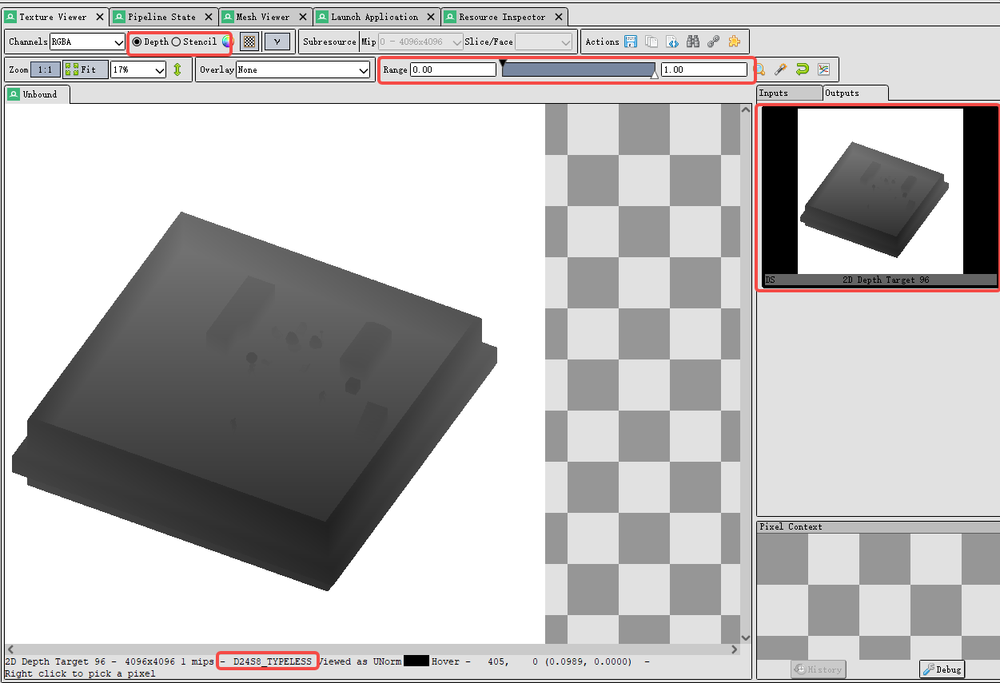 Texture Viewer Pipeline State Mesh Viewer Launch Application Resource Inspector
Channels RGBA Depth Stencil Subresource Mip 0 - 4096x4096 Slice/Face Actions
Zoom 1:1 Fit 17% Overlay None Range 0.00 1.00
Unbound
Inputs Outputs
DS 2D Depth Target 96
Pixel Context
2D Depth Target 96 - 4096x4096 1 mips - D24S8_TYPELESS Viewed as UNorm Hover - 405, 0 (0.0989, 0.0000) -
Right click to pick a pixel
History Debug